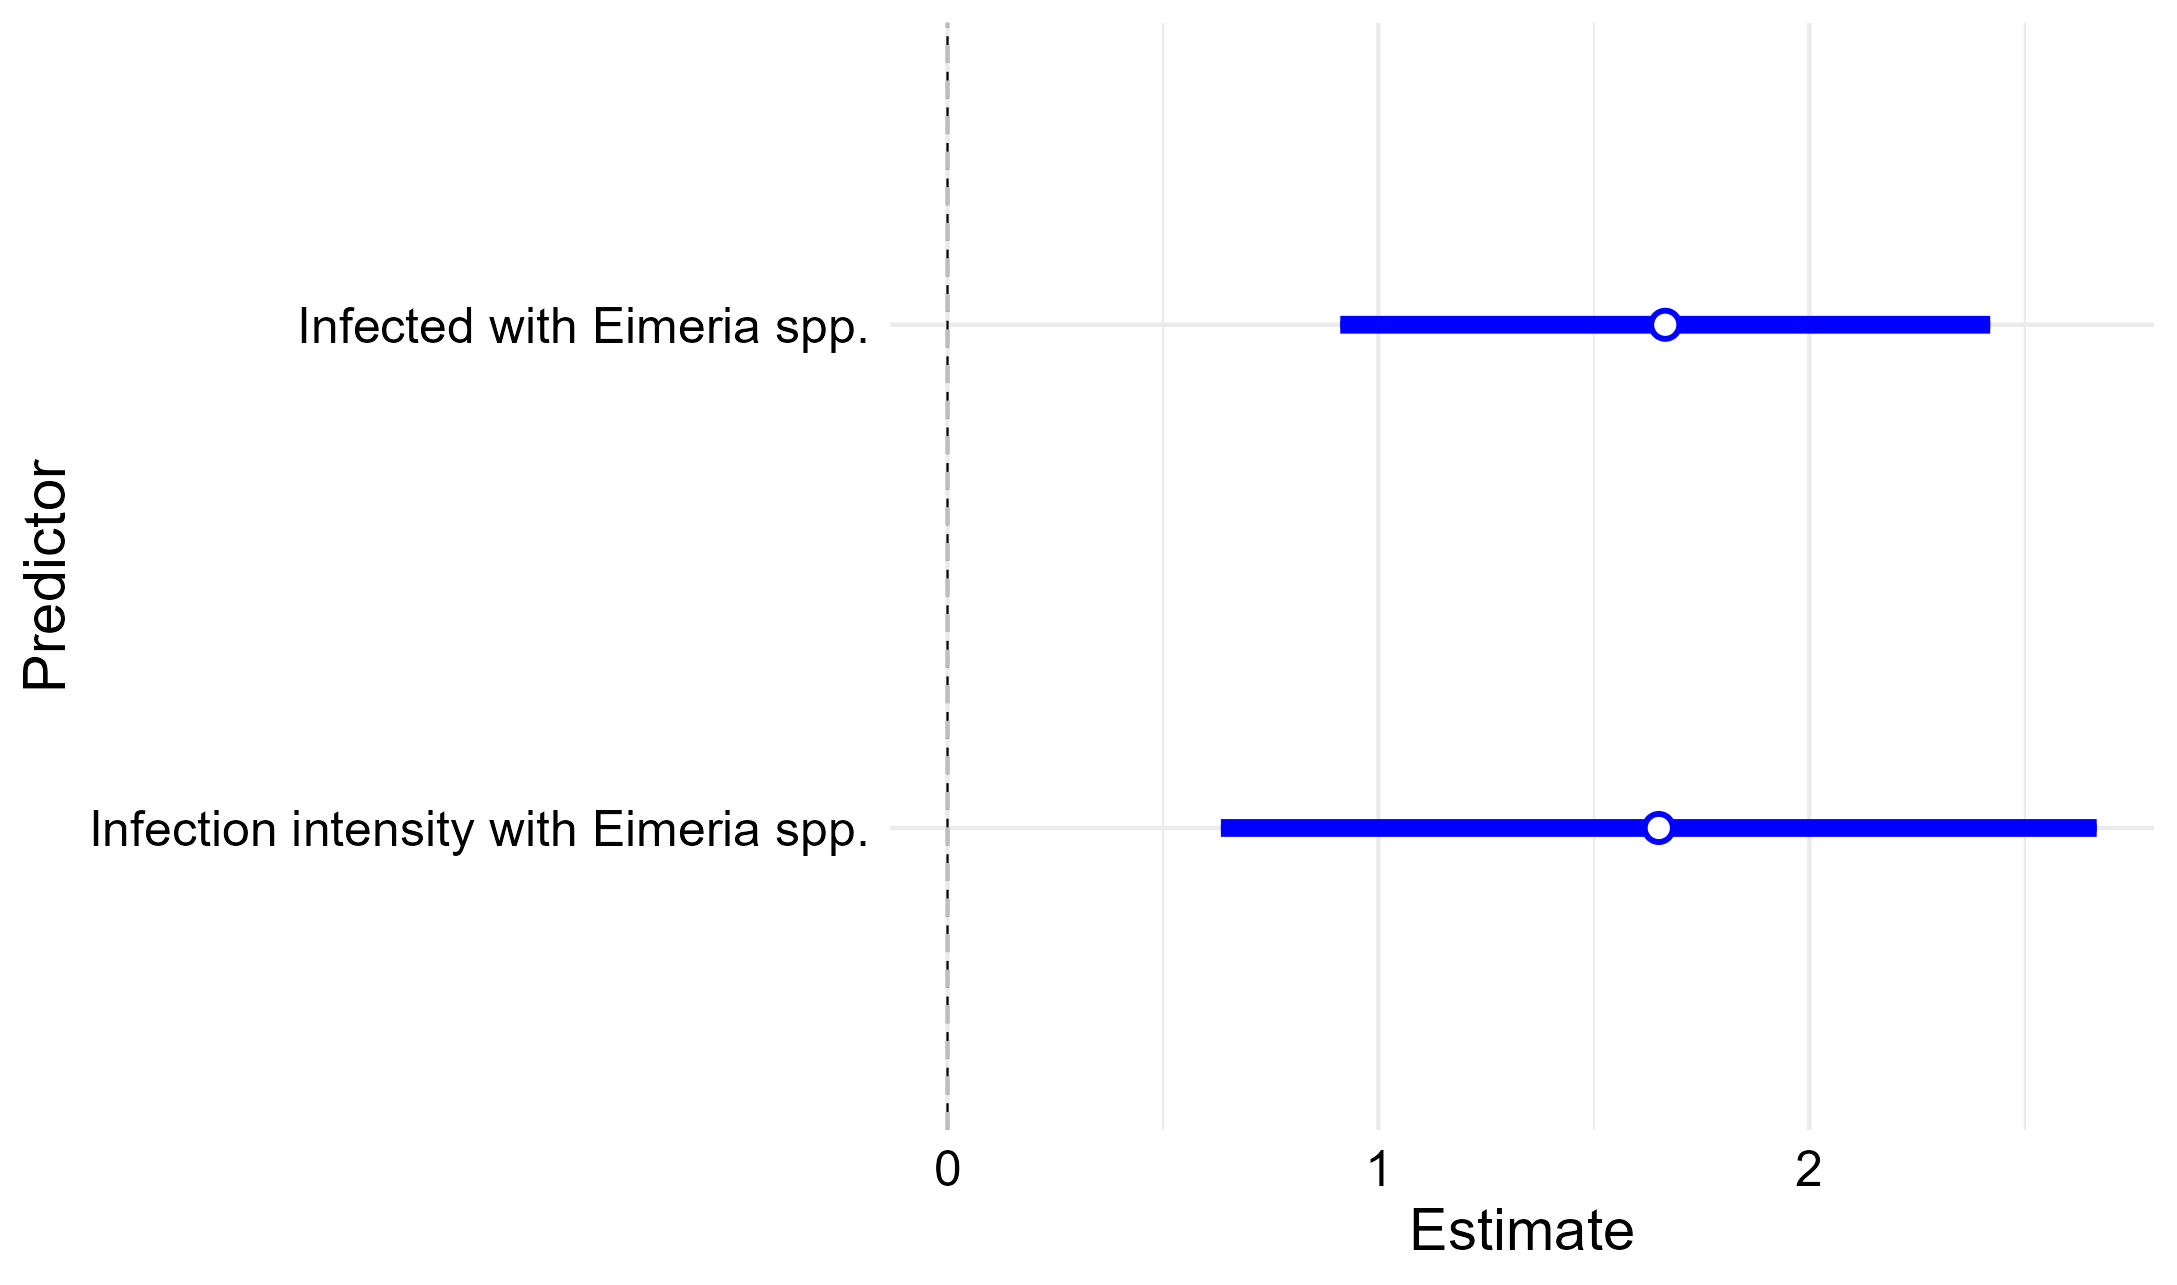 Infected with Eimeria spp.
Predictor
Infection intensity with Eimeria spp.
0 1 2
Estimate